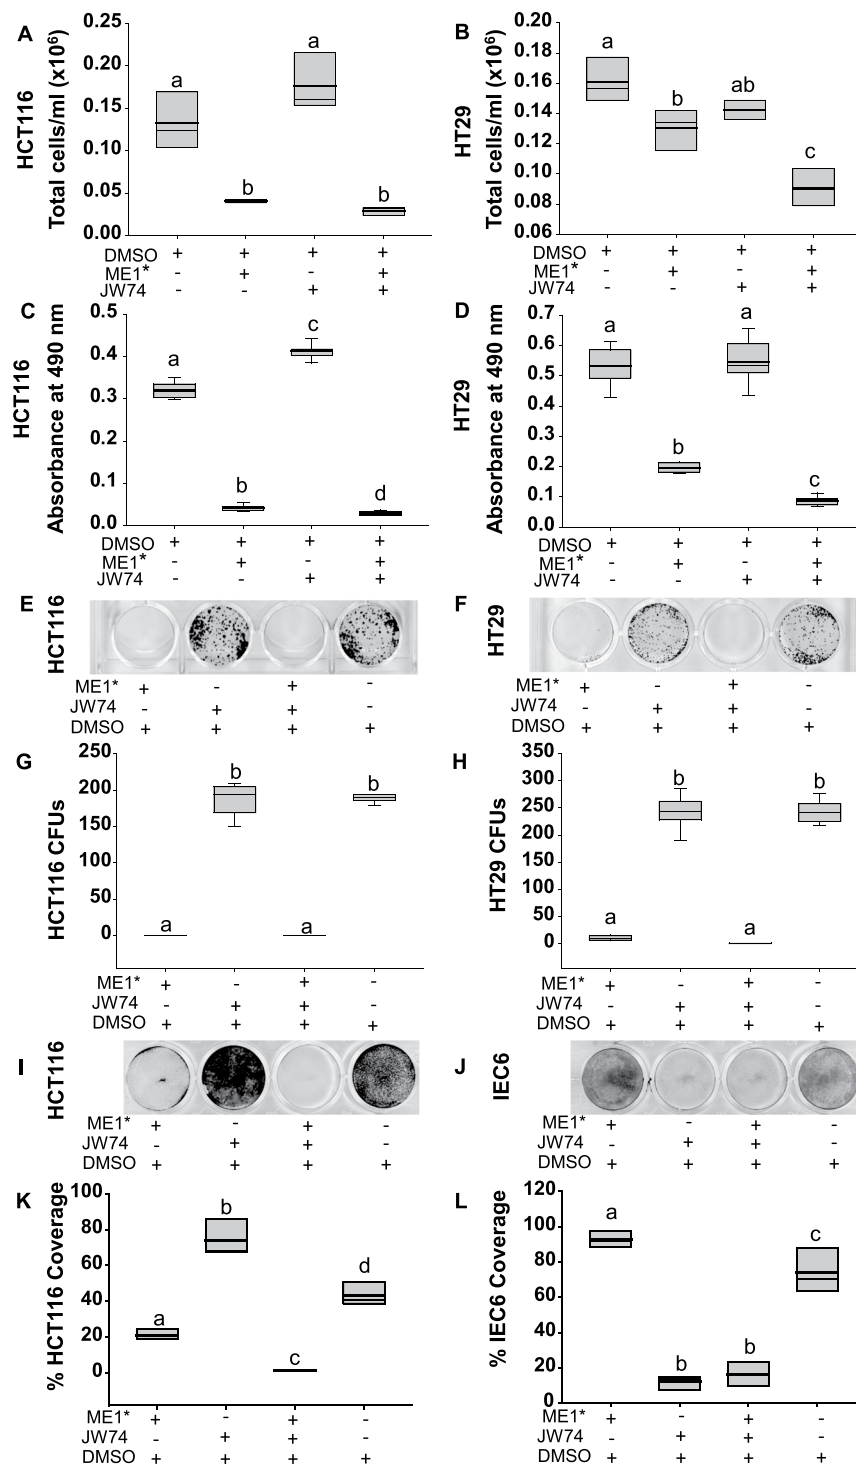 A
HCT116
Total cells/ml (x10⁶)
0.25
0.20
0.15
0.10
0.05
0.00
a
b
a
b
DMSO + + + +
ME1* - + - +
JW74 - - + +
B
HT29
Total cells/ml (x10⁶)
0.20
0.18
0.16
0.14
0.12
0.10
0.08
0.06
a
b
ab
c
DMSO + + + +
ME1* - + - +
JW74 - - + +
C
HCT116
Absorbance at 490 nm
0.5
0.4
0.3
0.2
0.1
0.0
a
b
c
d
DMSO + + + +
ME1* - + - +
JW74 - - + +
D
HT29
Absorbance at 490 nm
0.7
0.6
0.5
0.4
0.3
0.2
0.1
0.0
a
b
a
c
DMSO + + + +
ME1* - + - +
JW74 - - + +
E
HCT116
ME1* + - + -
JW74 - + + -
DMSO + + + +
F
HT29
ME1* + - + -
JW74 - + + -
DMSO + + + +
G
HCT116 CFUs
250
200
150
100
50
0
a
b
a
b
ME1* + - + -
JW74 - + + -
DMSO + + + +
H
HT29 CFUs
350
300
250
200
150
100
50
0
a
b
a
b
ME1* + - + -
JW74 - + + -
DMSO + + + +
I
HCT116
ME1* + - + -
JW74 - + + -
DMSO + + + +
J
IEC6
ME1* + - + -
JW74 - + + -
DMSO + + + +
K
% HCT116 Coverage
100
80
60
40
20
0
a
b
c
d
ME1* + - + -
JW74 - + + -
DMSO + + + +
L
% IEC6 Coverage
120
100
80
60
40
20
0
a
b
b
c
ME1* + - + -
JW74 - + + -
DMSO + + + +